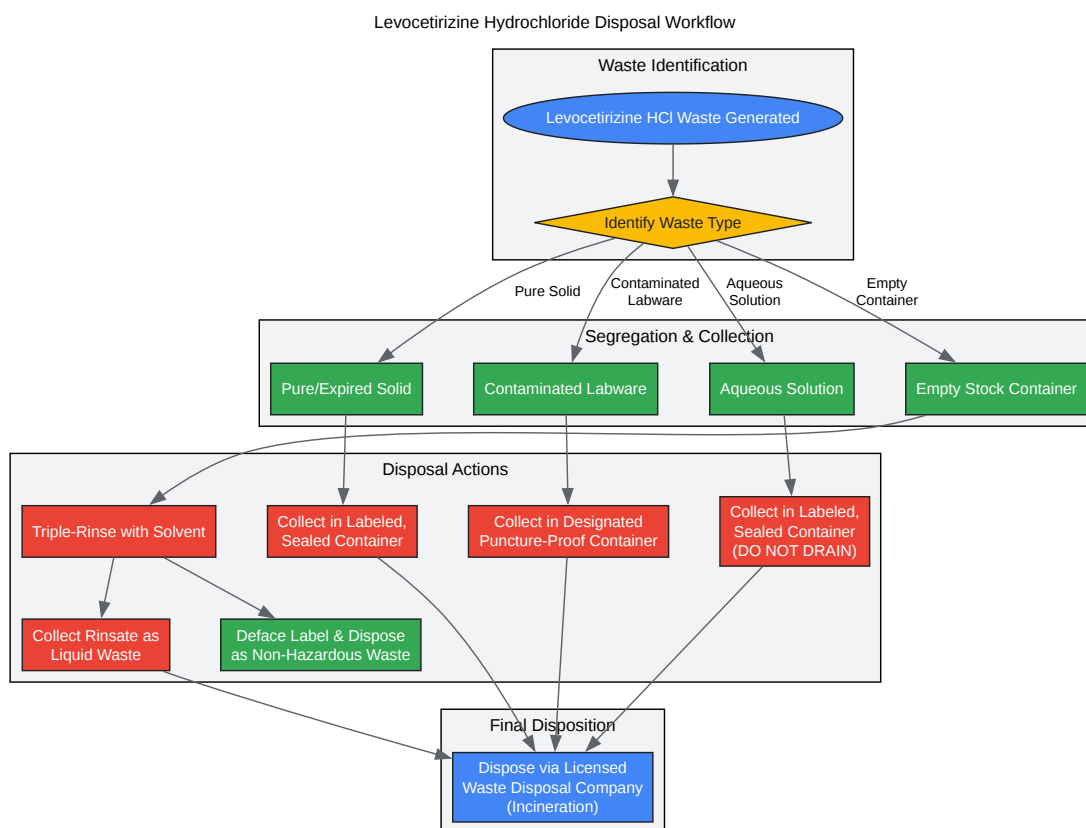 Levocetirizine Hydrochloride Disposal Workflow
Waste Identification
Levocetirizine HCl Waste Generated
Identify Waste Type
Pure Solid
Contaminated
Labware
Aqueous
Solution
Empty
Container
Segregation & Collection
Pure/Expired Solid
Contaminated Labware
Aqueous Solution
Empty Stock Container
Disposal Actions
Triple-Rinse with Solvent
Collect in Labeled,
Sealed Container
Collect in Designated
Puncture-Proof Container
Collect in Labeled,
Sealed Container
(DO NOT DRAIN)
Collect Rinsate as
Liquid Waste
Deface Label & Dispose
as Non-Hazardous Waste
Final Disposition
Dispose via Licensed
Waste Disposal Company
(Incineration)